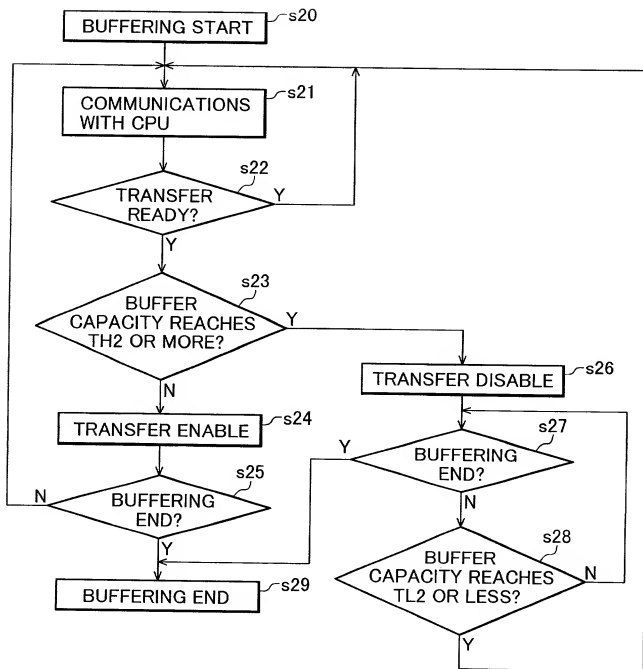 BUFFERING START
s20
COMMUNICATIONS
WITH CPU
s21
s22
TRANSFER
READY?
Y
Y
s23
BUFFER
CAPACITY REACHES
TH2 OR MORE?
Y
N
TRANSFER DISABLE
s26
TRANSFER ENABLE
s24
s27
BUFFERING
END?
Y
N
s25
BUFFERING
END?
N
Y
s28
BUFFER
CAPACITY REACHES
TL2 OR LESS?
N
Y
BUFFERING END
s29